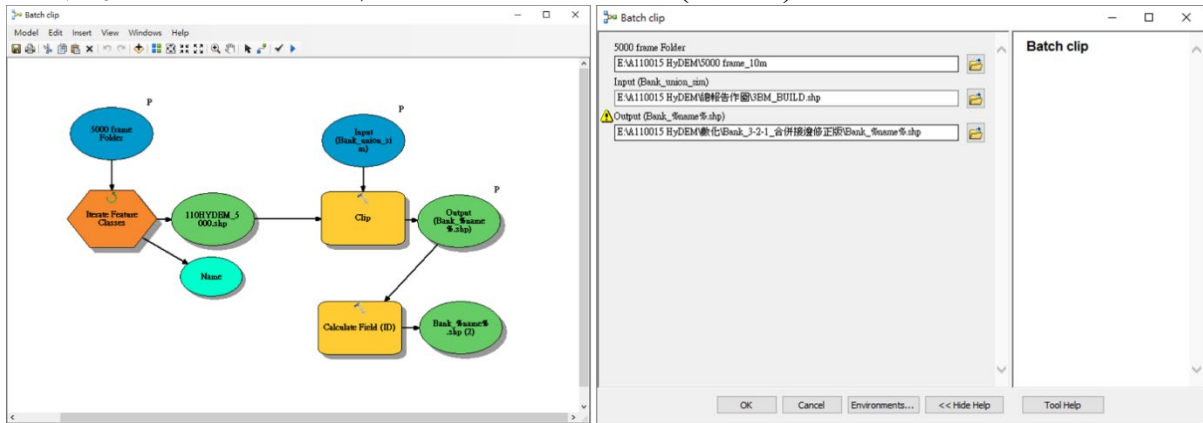 Batch clip
Model Edit Insert View Windows Help
P
5000 frame
Folder
P
Input
(Bank_union_si
m)
Iterate Feature
Classes
110HYDEM_5
000.shp
Clip
P
Output
(Bank_%name
%.shp)
Name
Calculate Field (ID)
Bank_%name%
.shp (2)
Batch clip
5000 frame Folder
E:\A110015 HyDEM\5000 frame_10m
Input (Bank_union_sim)
E:\A110015 HyDEM\總報告作圖\3BM_BUILD.shp
Output (Bank_%name%.shp)
E:\A110015 HyDEM\數化\Bank_3-2-1_合併接邊修正版\Bank_%name%.shp
Batch clip
OK Cancel Environments... << Hide Help Tool Help